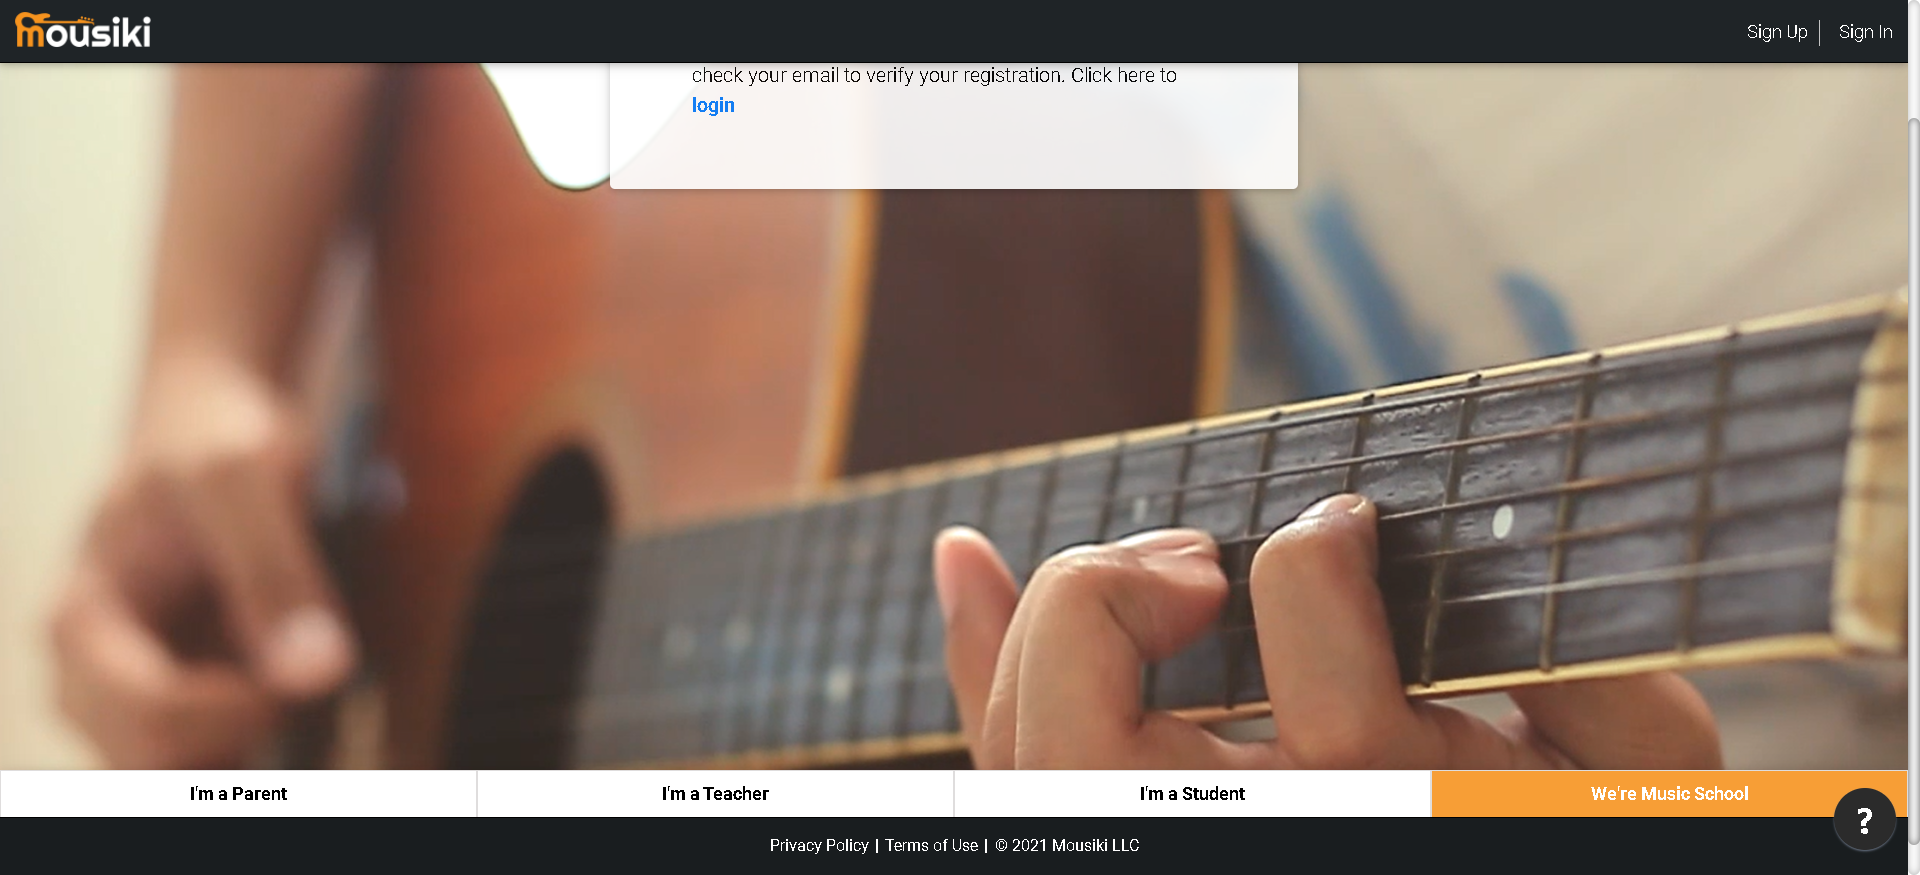 mousiki
Sign Up
Sign In
check your email to verify your registration. Click here to
login
I'm a Parent
I'm a Teacher
I'm a Student
We're Music School
?
Privacy Policy | Terms of Use | © 2021 Mousiki LLC